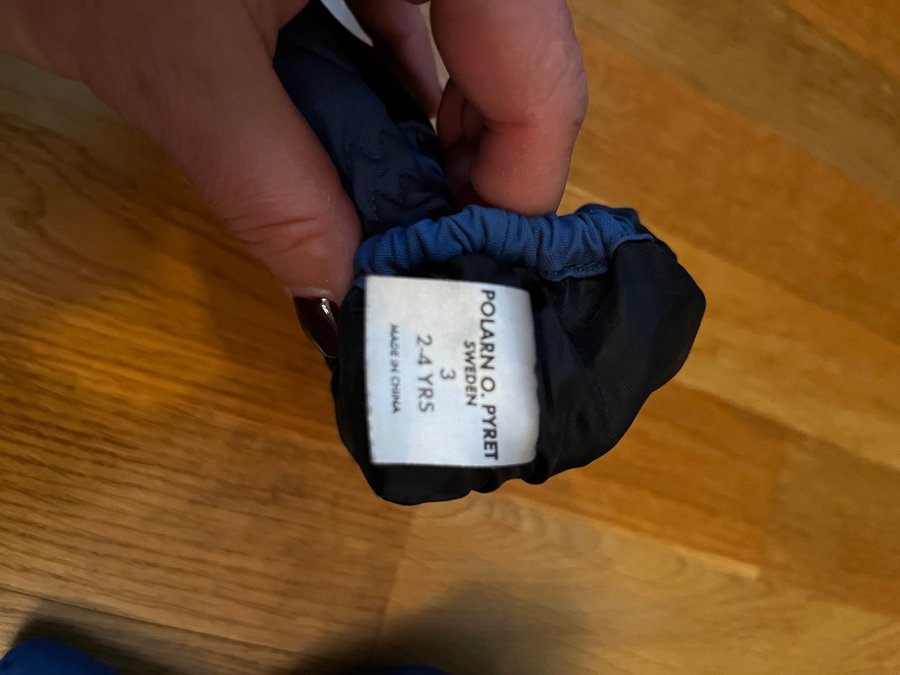 POLARN O. PYRET
SWEDEN
3
2-4 YRS
MADE IN CHINA